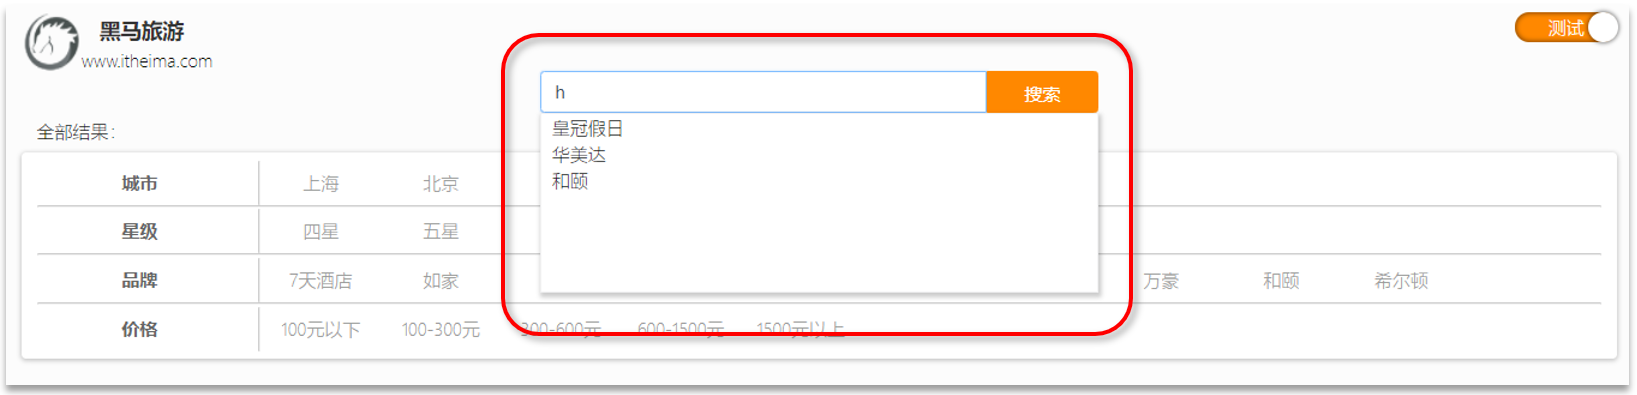 黑马旅游
www.itheima.com
测试
h
搜索
皇冠假日
华美达
和颐
全部结果：
城市 上海 北京
星级 四星 五星
品牌 7天酒店 如家 万豪 和颐 希尔顿
价格 100元以下 100-300元 300-600元 600-1500元 1500元以上